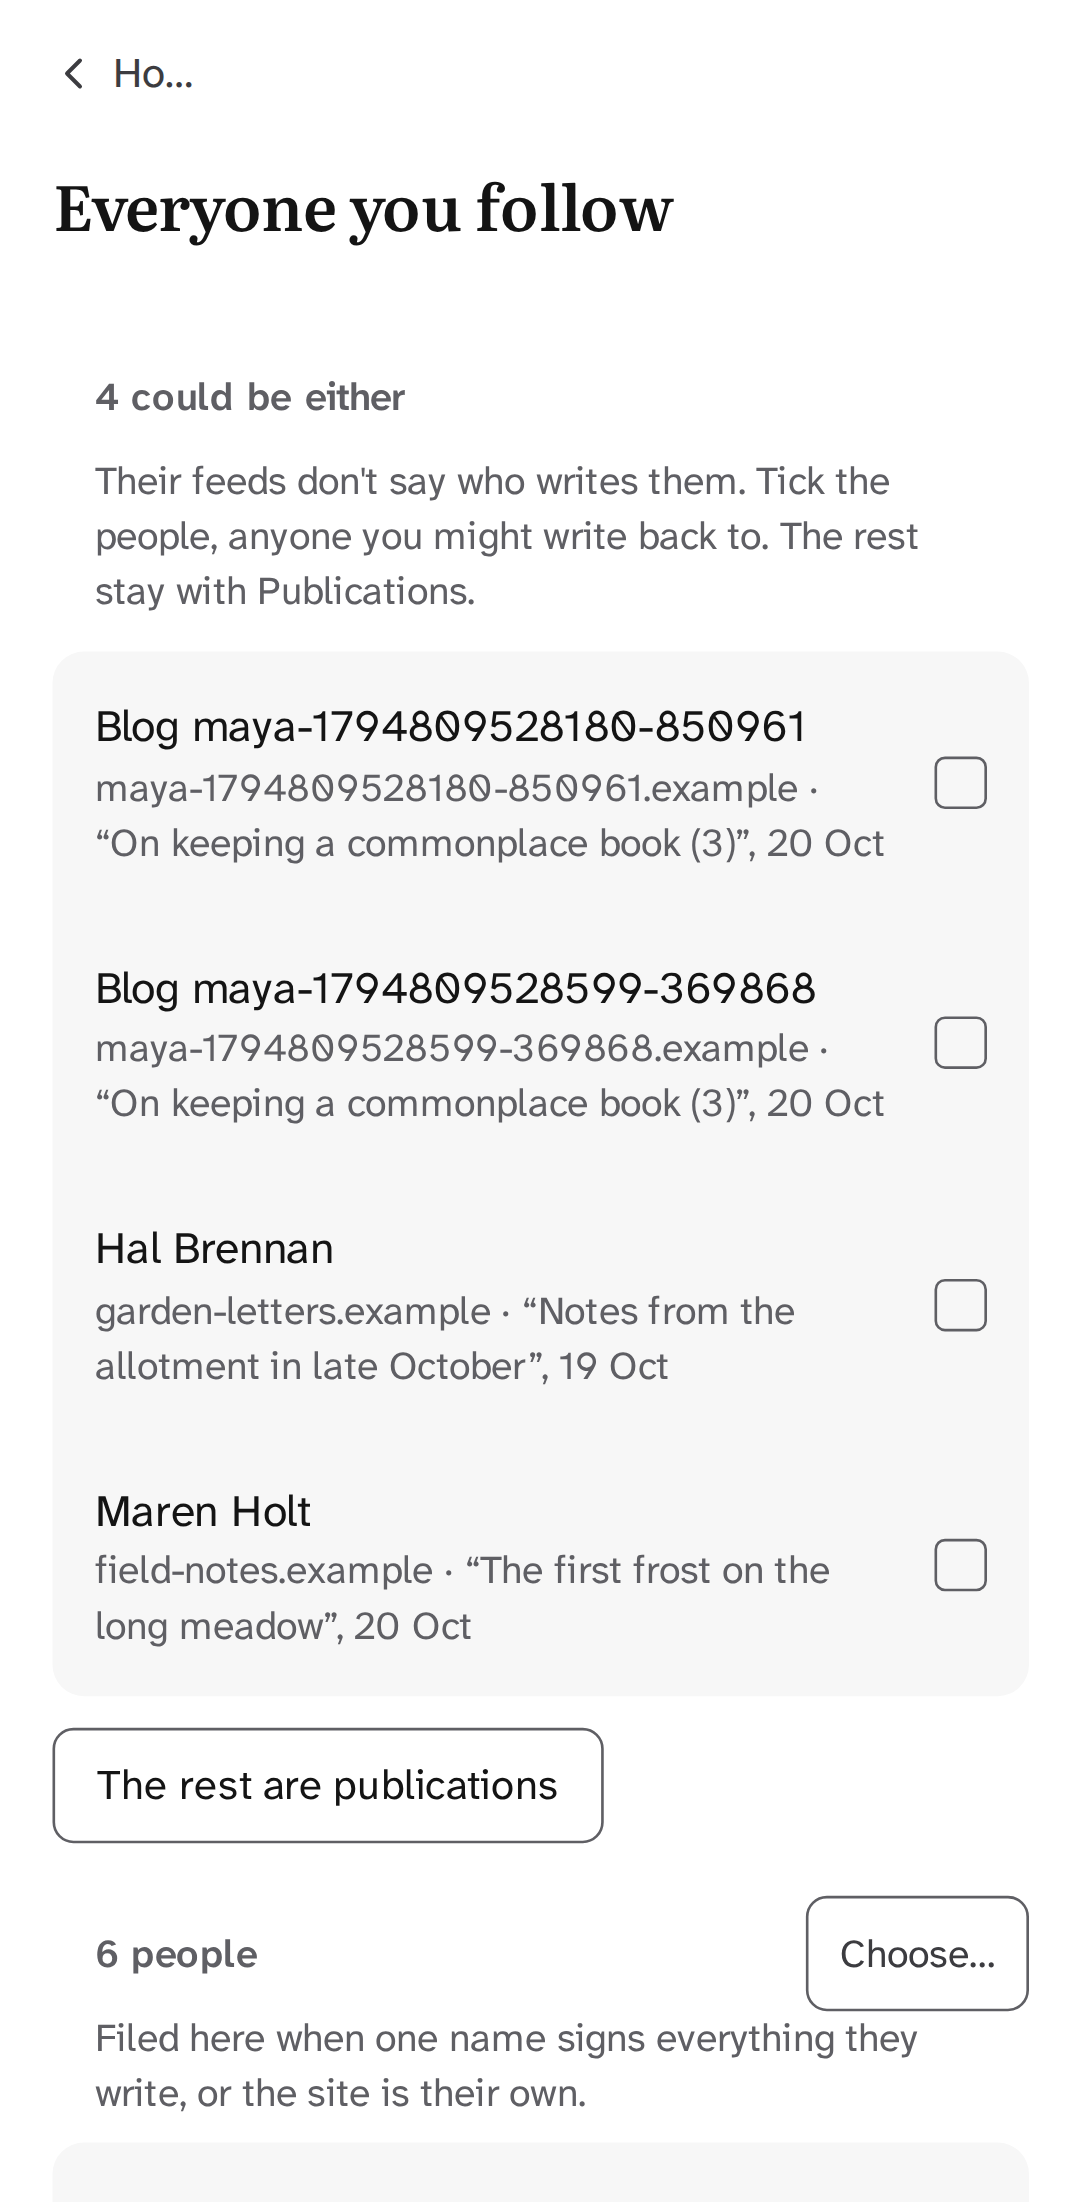 Ho...
Everyone you follow
4 could be either
Their feeds don't say who writes them. Tick the
people, anyone you might write back to. The rest
stay with Publications.
Blog maya-1794809528180-850961
maya-1794809528180-850961.example ·
“On keeping a commonplace book (3)”, 20 Oct
Blog maya-1794809528599-369868
maya-1794809528599-369868.example ·
“On keeping a commonplace book (3)”, 20 Oct
Hal Brennan
garden-letters.example · “Notes from the
allotment in late October”, 19 Oct
Maren Holt
field-notes.example · “The first frost on the
long meadow”, 20 Oct
The rest are publications
6 people
Choose...
Filed here when one name signs everything they
write, or the site is their own.